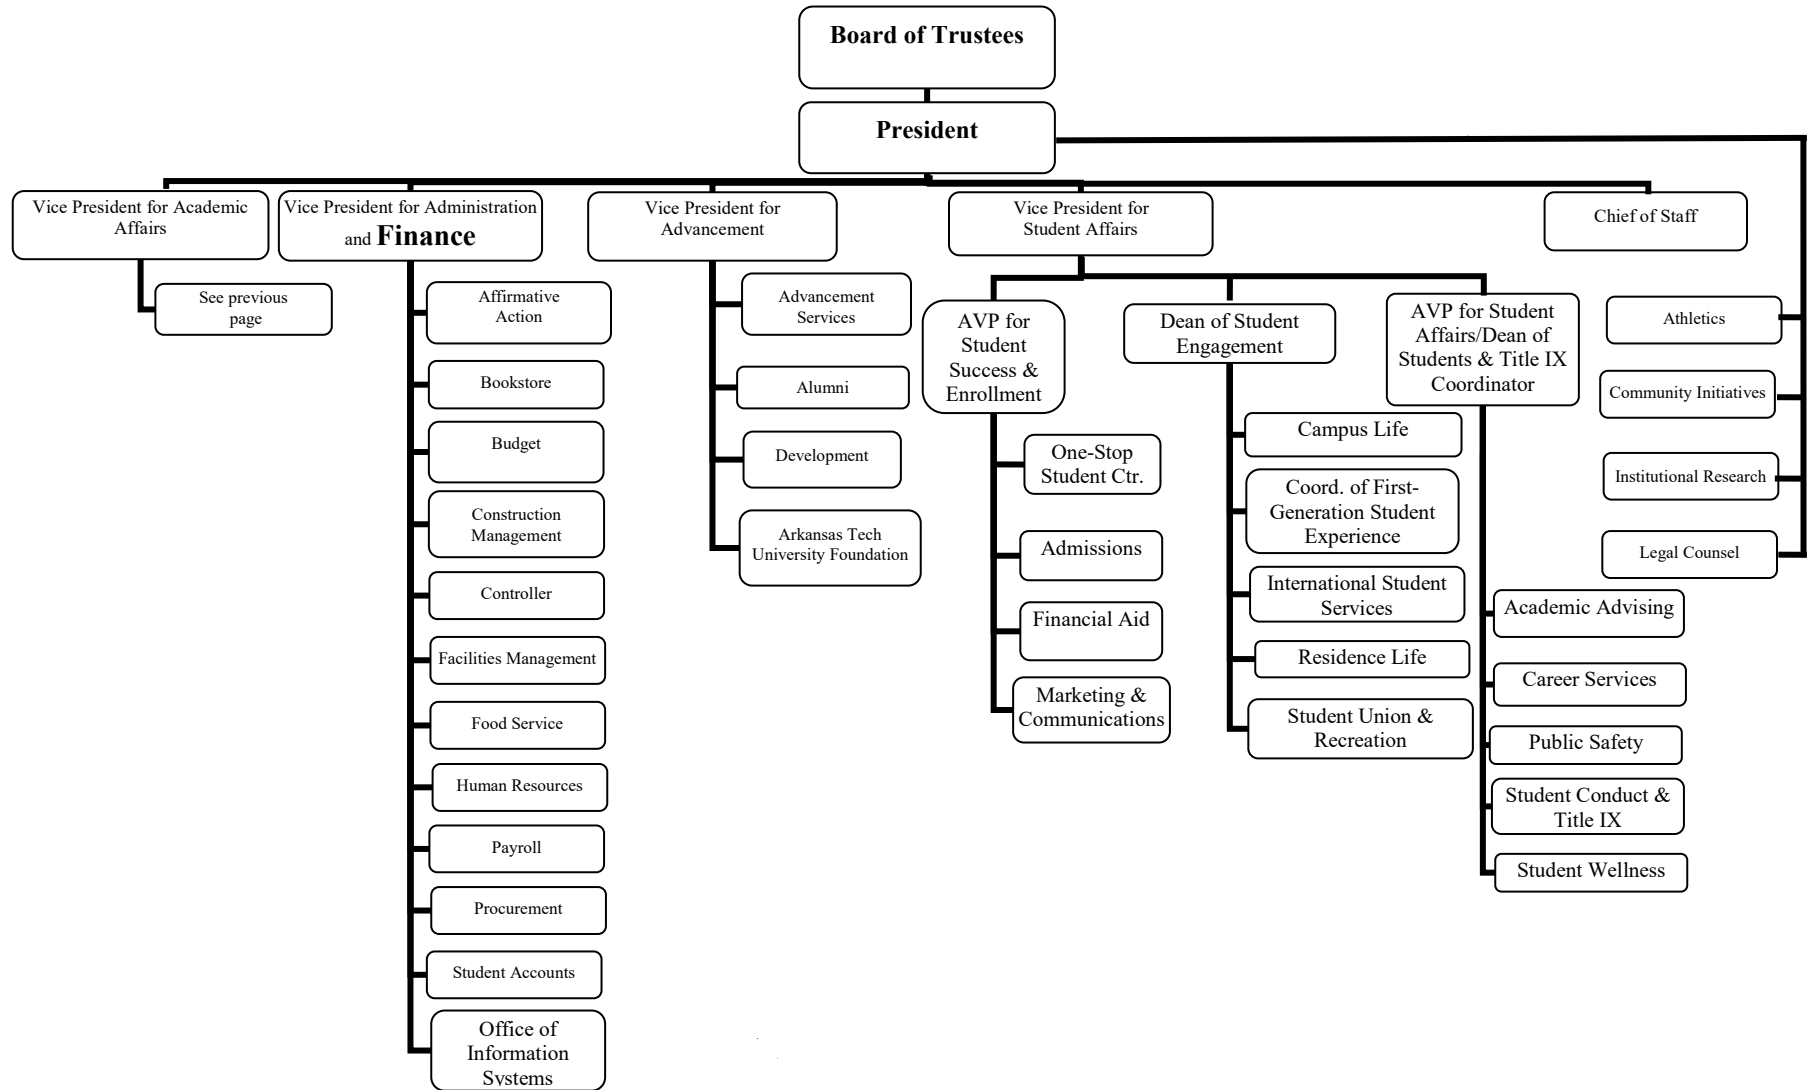 Board of Trustees
President
Vice President for Academic
Affairs
See previous
page
Vice President for Administration
and Finance
Affirmative
Action
Bookstore
Budget
Construction
Management
Controller
Facilities Management
Food Service
Human Resources
Payroll
Procurement
Student Accounts
Office of
Information
Systems
Vice President for
Advancement
Advancement
Services
Alumni
Development
Arkansas Tech
University Foundation
Vice President for
Student Affairs
AVP for
Student
Success &
Enrollment
One-Stop
Student Ctr.
Admissions
Financial Aid
Marketing &
Communications
Dean of Student
Engagement
Campus Life
Coord. of First-
Generation Student
Experience
International Student
Services
Residence Life
Student Union &
Recreation
AVP for Student
Affairs/Dean of
Students & Title IX
Coordinator
Academic Advising
Career Services
Public Safety
Student Conduct &
Title IX
Student Wellness
Chief of Staff
Athletics
Community Initiatives
Institutional Research
Legal Counsel